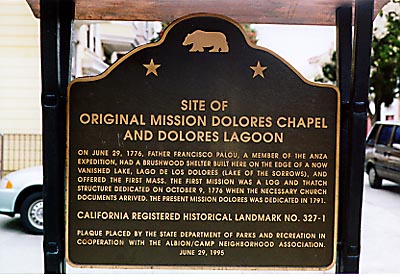 SITE OF
ORIGINAL MISSION DOLORES CHAPEL
AND DOLORES LAGOON
ON JUNE 29, 1776, FATHER FRANCISCO PALOU, A MEMBER OF THE ANZA
EXPEDITION, HAD A BRUSHWOOD SHELTER BUILT HERE ON THE EDGE OF A NOW
VANISHED LAKE, LAGO DE LOS DOLORES (LAKE OF THE SORROWS), AND
OFFERED THE FIRST MASS. THE FIRST MISSION WAS A LOG AND THATCH
STRUCTURE DEDICATED ON OCTOBER 9, 1776 WHEN THE NECESSARY CHURCH
DOCUMENTS ARRIVED. THE PRESENT MISSION DOLORES WAS DEDICATED IN 1791.
CALIFORNIA REGISTERED HISTORICAL LANDMARK NO. 327-1
PLAQUE PLACED BY THE STATE DEPARTMENT OF PARKS AND RECREATION IN
COOPERATION WITH THE ALBION/CAMP NEIGHBORHOOD ASSOCIATION.
JUNE 29, 1995